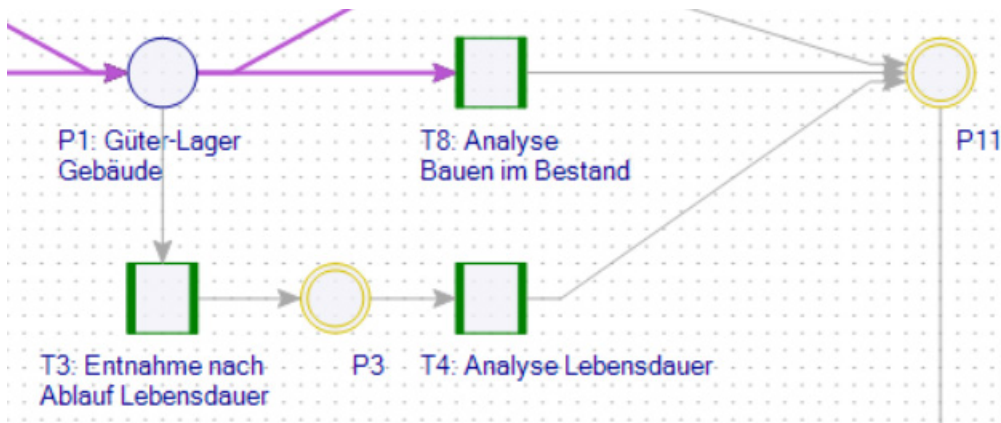 P1: Güter-Lager
Gebäude
T8: Analyse
Bauen im Bestand
P11
T3: Entnahme nach
Ablauf Lebensdauer
P3
T4: Analyse Lebensdauer